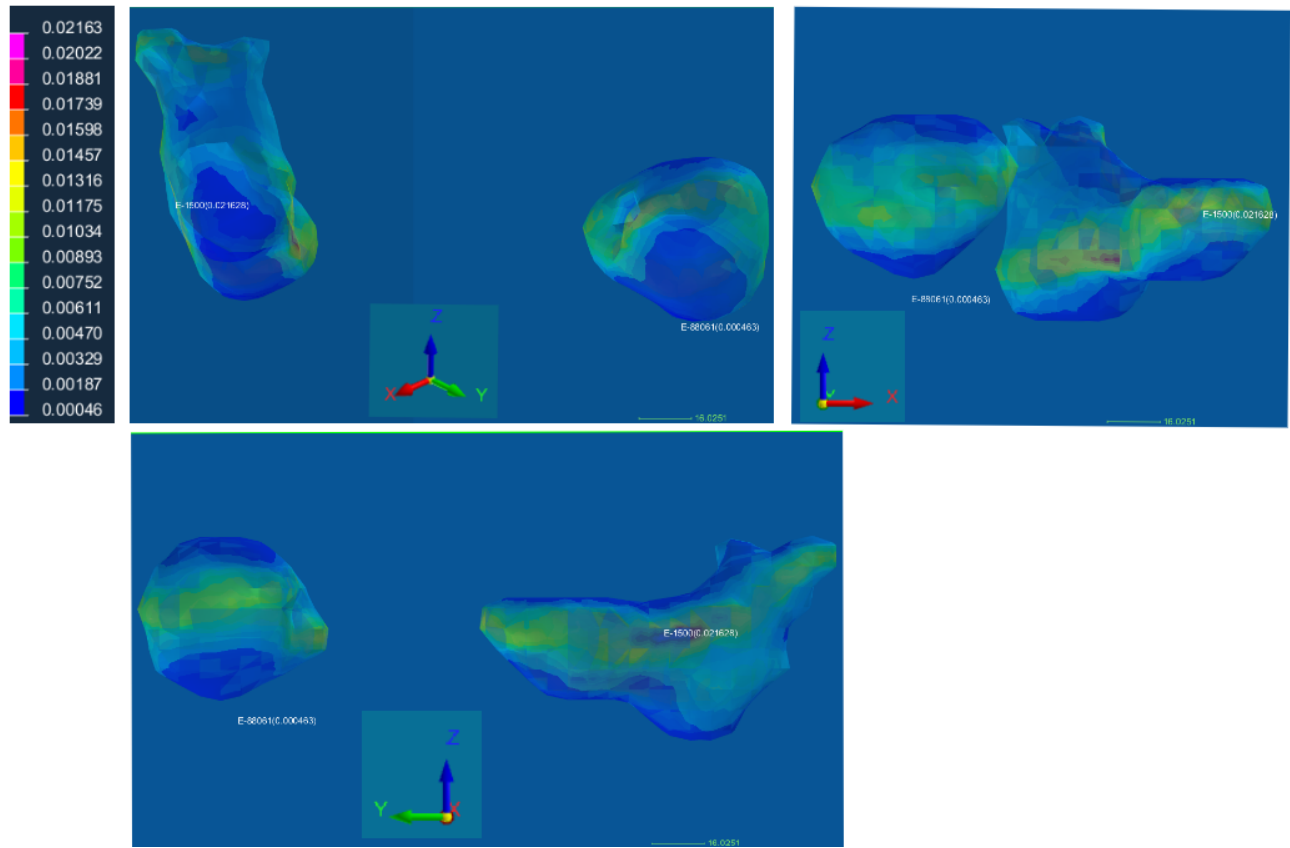 0.02163
0.02022
0.01881
0.01739
0.01598
0.01457
0.01316
0.01175
0.01034
0.00893
0.00752
0.00611
0.00470
0.00329
0.00187
0.00046
E-1500(0.021628)
E-88061(0.000463)
Z
X
Y
16.0251
E-1500(0.021628)
E-88061(0.000463)
Z
Y
X
16.0251
E-1500(0.021628)
E-88061(0.000463)
Z
Y
X
16.0251